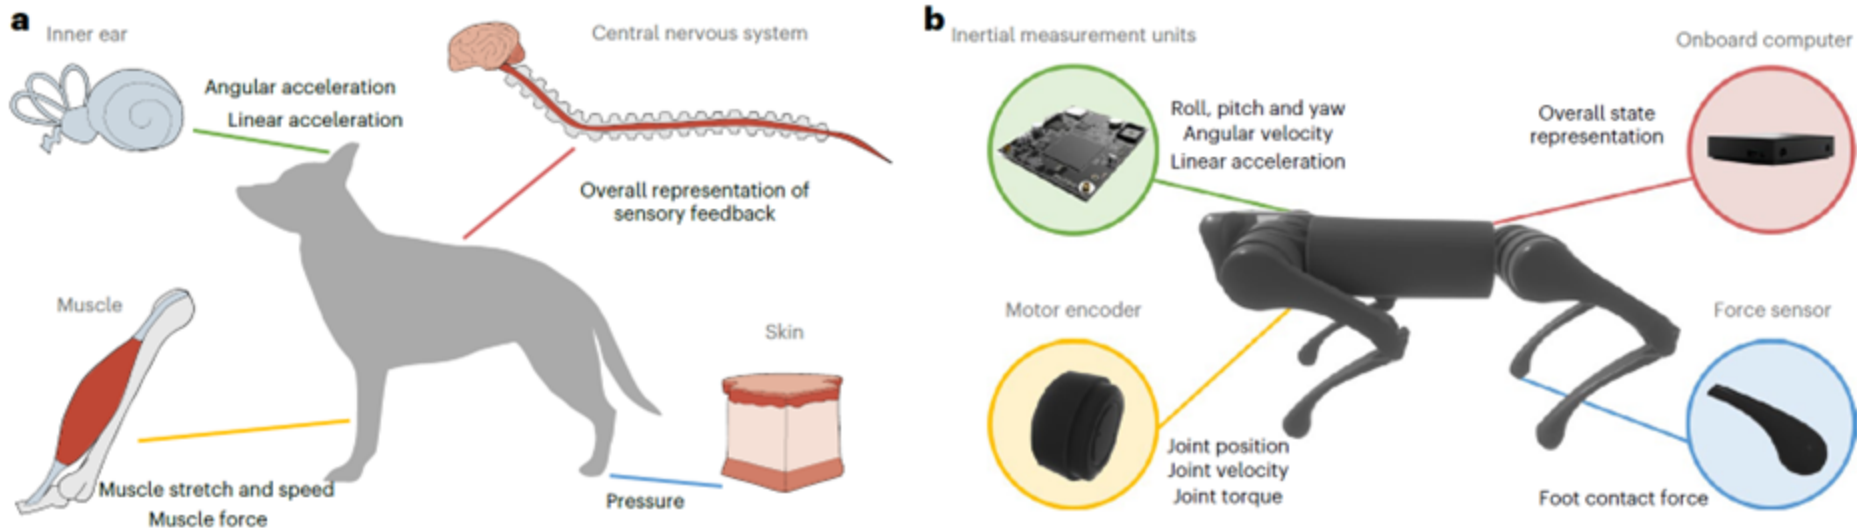 a
Inner ear
Angular acceleration
Linear acceleration
Central nervous system
Overall representation of
sensory feedback
Muscle
Muscle stretch and speed
Muscle force
Skin
Pressure
b
Inertial measurement units
Roll, pitch and yaw
Angular velocity
Linear acceleration
Onboard computer
Overall state
representation
Motor encoder
Joint position
Joint velocity
Joint torque
Force sensor
Foot contact force